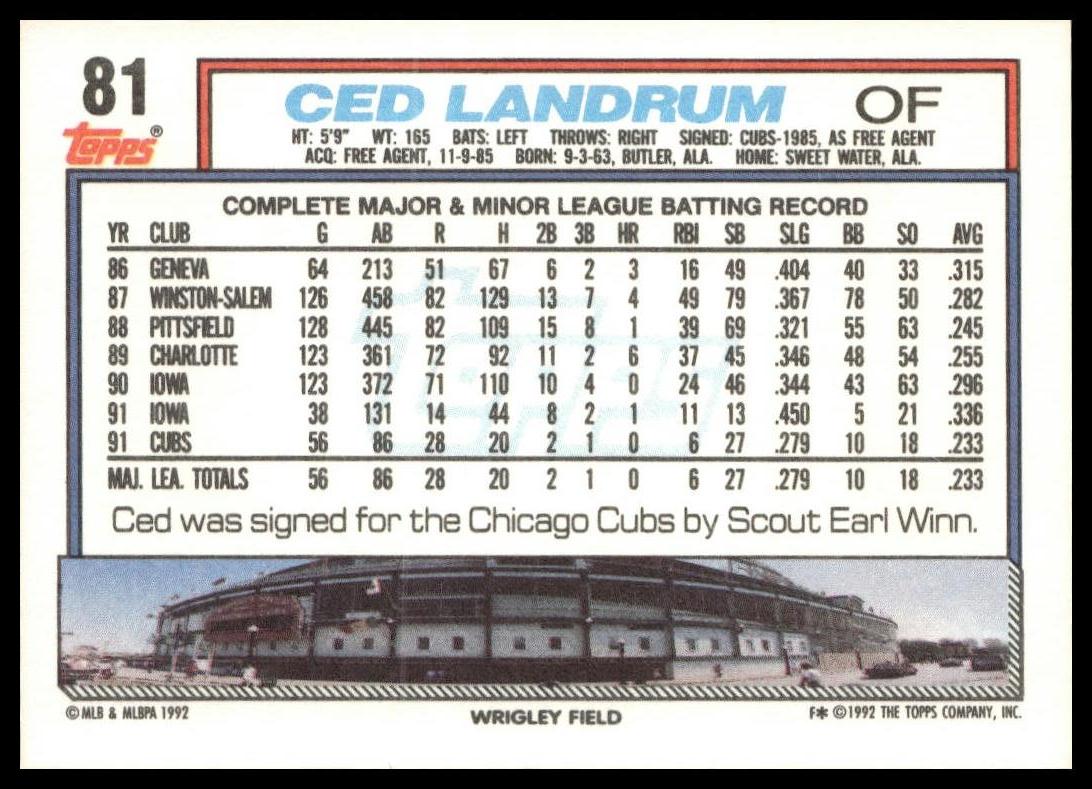 81
Topps®
CED LANDRUM OF
HT: 5'9" WT: 165 BATS: LEFT THROWS: RIGHT SIGNED: CUBS-1985, AS FREE AGENT
ACQ: FREE AGENT, 11-9-85 BORN: 9-3-63, BUTLER, ALA. HOME: SWEET WATER, ALA.
COMPLETE MAJOR & MINOR LEAGUE BATTING RECORD
YR CLUB G AB R H 2B 3B HR RBI SB SLG BB SO AVG
86 GENEVA 64 213 51 67 6 2 3 16 49 .404 40 33 .315
87 WINSTON-SALEM 126 458 82 129 13 7 4 49 79 .367 78 50 .282
88 PITTSFIELD 128 445 82 109 15 8 1 39 69 .321 55 63 .245
89 CHARLOTTE 123 361 72 92 11 2 6 37 45 .346 48 54 .255
90 IOWA 123 372 71 110 10 4 0 24 46 .344 43 63 .296
91 IOWA 38 131 14 44 8 2 1 11 13 .450 5 21 .336
91 CUBS 56 86 28 20 2 1 0 6 27 .279 10 18 .233
MAJ. LEA. TOTALS 56 86 28 20 2 1 0 6 27 .279 10 18 .233
Topps
Ced was signed for the Chicago Cubs by Scout Earl Winn.
© MLB & MLBPA 1992 WRIGLEY FIELD F* © 1992 THE TOPPS COMPANY, INC.